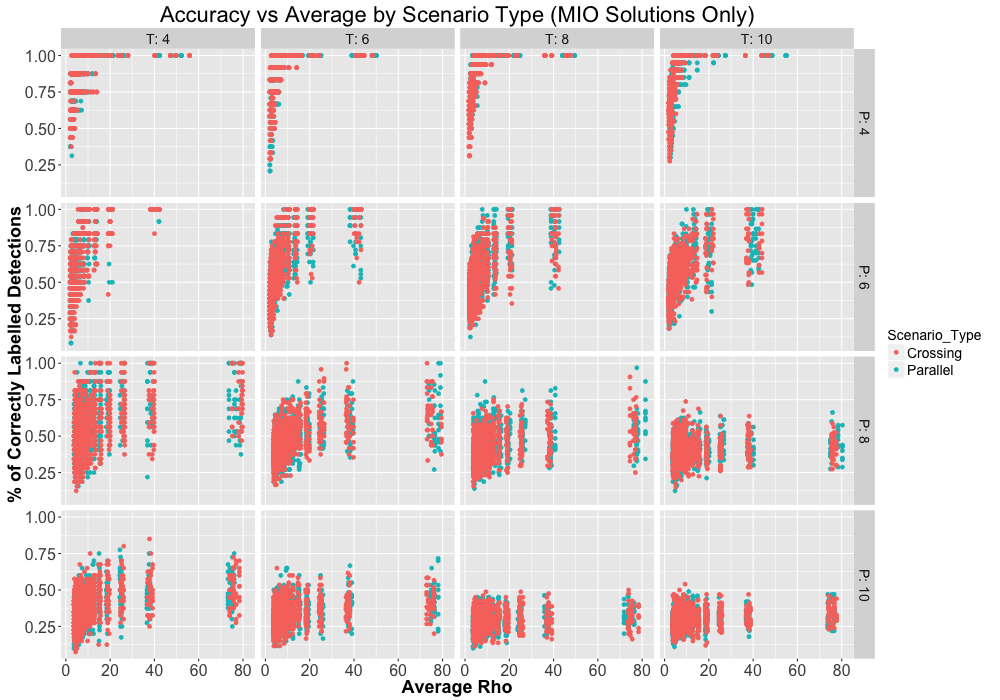 Accuracy vs Average by Scenario Type (MIO Solutions Only)
T: 4 T: 6 T: 8 T: 10
1.00
0.75
0.50
0.25
P: 4
1.00
0.75
0.50
0.25
P: 6
1.00
0.75
0.50
0.25
P: 8
1.00
0.75
0.50
0.25
P: 10
% of Correctly Labelled Detections
0 20 40 60 80 0 20 40 60 80 0 20 40 60 80 0 20 40 60 80
Average Rho
Scenario_Type
Crossing
Parallel